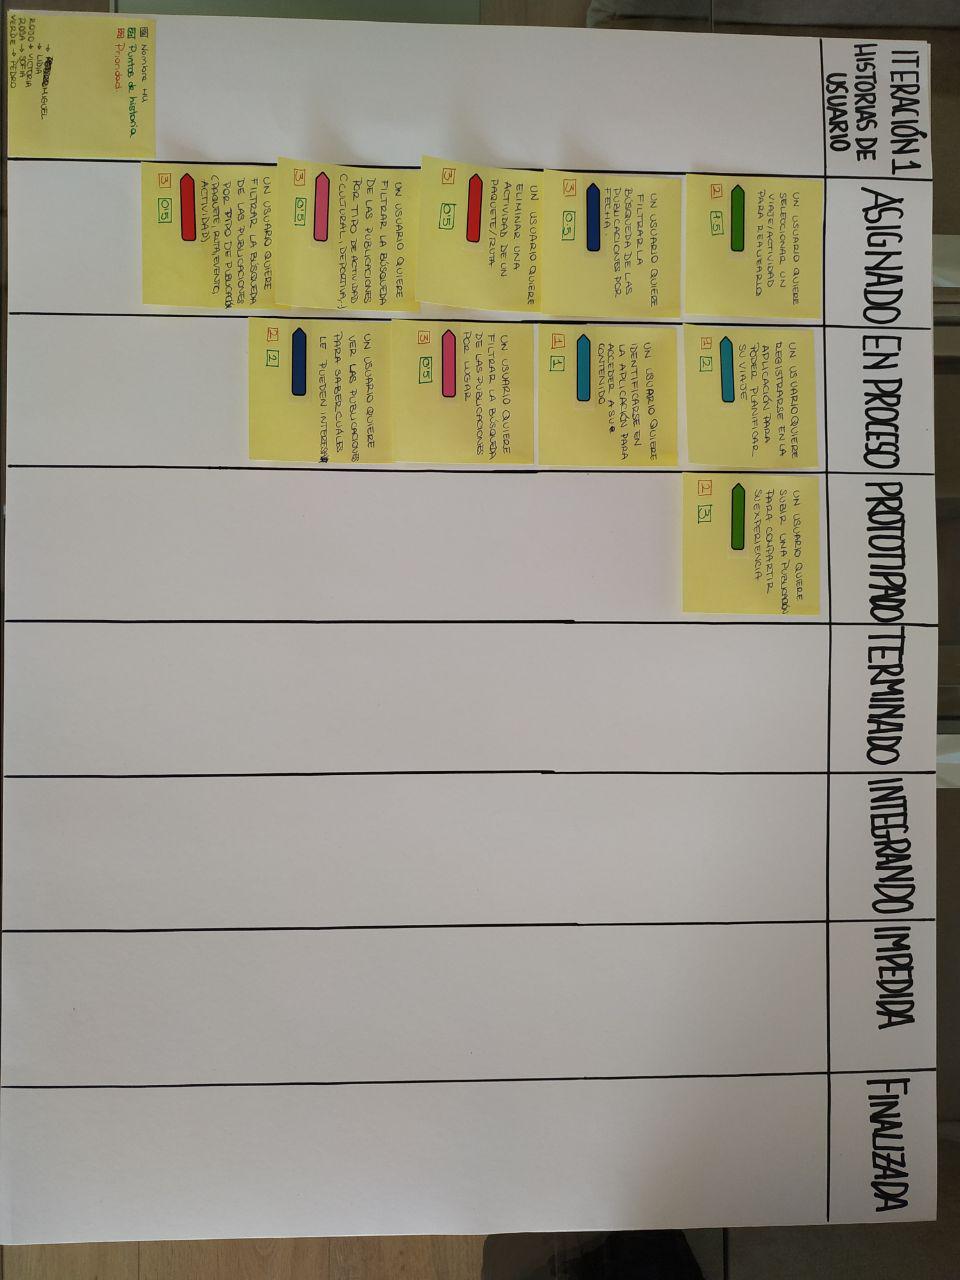 ITERACIÓN 1
HISTORIAS DE
USUARIO
ASIGNADO
EN PROCESO
PROTOTIPADO
TERMINADO
INTEGRANDO
IMPEDIDA
FINALIZADA
UN USUARIO QUIERE
SELECCIONAR UN
VIAJE/ACTIVIDAD
PARA REALIZARLO
2 1.5
UN USUARIO QUIERE
FILTRAR LA
BÚSQUEDA DE LAS
PUBLICACIONES POR
FECHA.
3 0.5
UN USUARIO QUIERE
ELIMINAR UNA
ACTIVIDAD DE UN
PAQUETE/RUTA
3 0'5
UN USUARIO QUIERE
FILTRAR LA BÚSQUEDA
DE LAS PUBLICACIONES
POR TIPO DE ACTIVIDAD
(CULTURAL, DEPORTIVA,..)
3 0'5
UN USUARIO QUIERE
FILTRAR LA BÚSQUEDA
DE LAS PUBLICACIONES
POR TIPO DE PUBLICACIÓN
(PAQUETE, RUTA, EVENTO,
ACTIVIDAD)
3 0'5
UN USUARIO QUIERE
REGISTRARSE EN LA
APLICACIÓN PARA
PODER PLANIFICAR
SU VIAJE
1 2
UN USUARIO QUIERE
IDENTIFICARSE EN
LA APLICACIÓN PARA
ACCEDER A SU
CONTENIDO
1 1
UN USUARIO QUIERE
FILTRAR LA BÚSQUEDA
DE LAS PUBLICACIONES
POR LUGAR
3 0'5
UN USUARIO QUIERE
VER LAS PUBLICACIONES
PARA SABER CUÁLES
LE PUEDEN INTERESAR
2 2
UN USUARIO QUIERE
SUBIR UNA PUBLICACIÓN
PARA COMPARTIR
SU EXPERIENCIA
2 3
Nombre HU
Puntos de historia
Prioridad.
→ MIGUEL
→ LIDIA
ROJO → VICTORIA
ROSA → SOFIA
VERDE → PEDRO